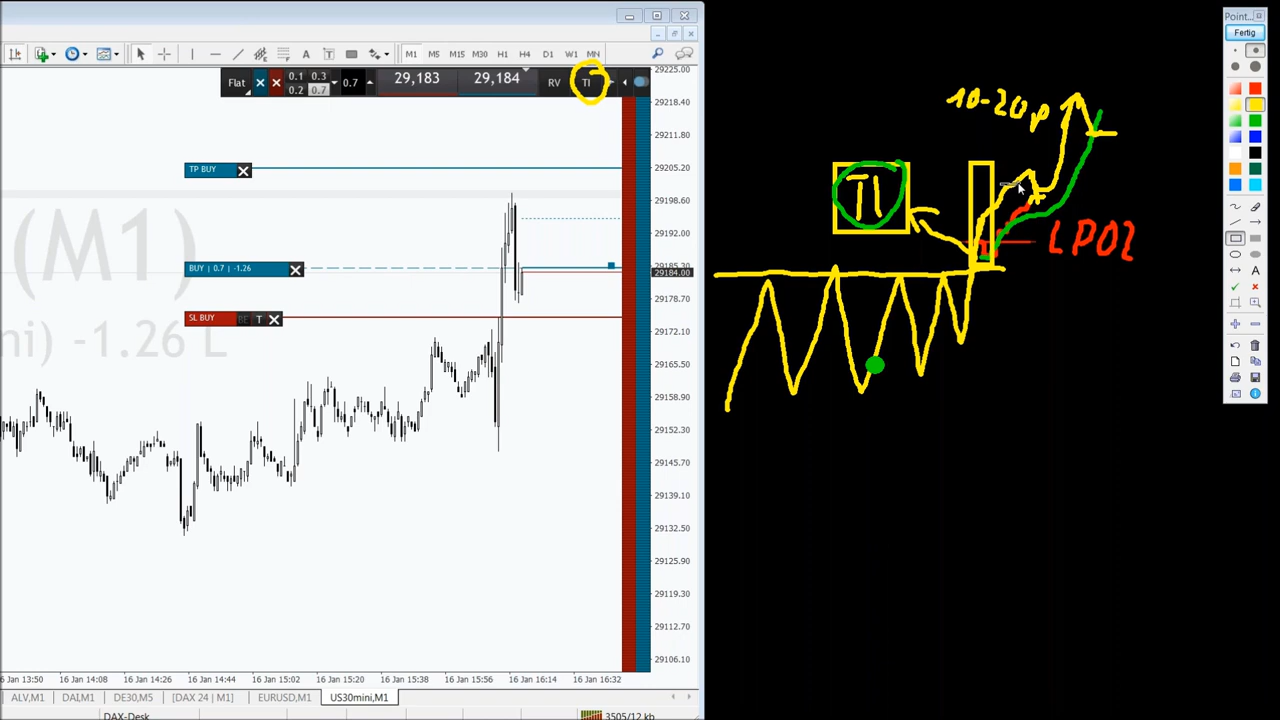 M1 M5 M15 M30 H1 H4 D1 W1 MN
Flat 0.1 0.3 0.2 0.7 0.7 29,183 29,184 RV TI
(M1)
ini) -1.26 L
TP BUY
BUY | 0.7 | -1.26
SL BUY BE T
29225.00
29218.40
29211.80
29205.20
29198.60
29192.00
29185.30
29184.00
29178.70
29172.10
29165.50
29158.90
29152.30
29145.70
29139.10
29132.50
29125.90
29119.30
29112.70
29106.10
6 Jan 13:50 16 Jan 14:08 16 Jan 14:26 16 Jan 14:44 16 Jan 15:02 16 Jan 15:20 16 Jan 15:38 16 Jan 15:56 16 Jan 16:14 16 Jan 16:32
ALV,M1 DAI,M1 DE30,M5 [DAX 24 | M1] EURUSD,M1 US30mini,M1
DAX-Desk 3505/12 kb
10-20 p
TI
LPOZ
Point...
Fertig
A